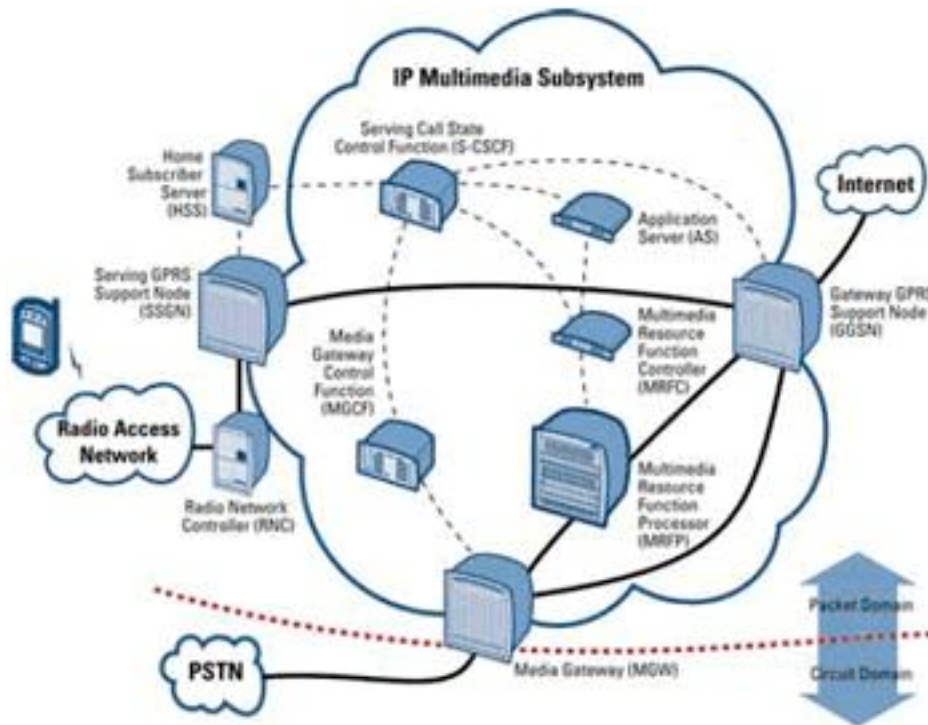 IP Multimedia Subsystem
Serving Call State
Control Function (S-CSCF)
Home
Subscriber
Server
(HSS)
Internet
Application
Server (AS)
Serving GPRS
Support Node
(SSGN)
Gateway GPRS
Support Node
(GGSN)
Media
Gateway
Control
Function
(MGCF)
Multimedia
Resource
Function
Controller
(MRFC)
Radio Access
Network
Multimedia
Resource
Function
Processor
(MRFP)
Radio Network
Controller (RNC)
Packet Domain
PSTN
Media Gateway (MGW)
Circuit Domain